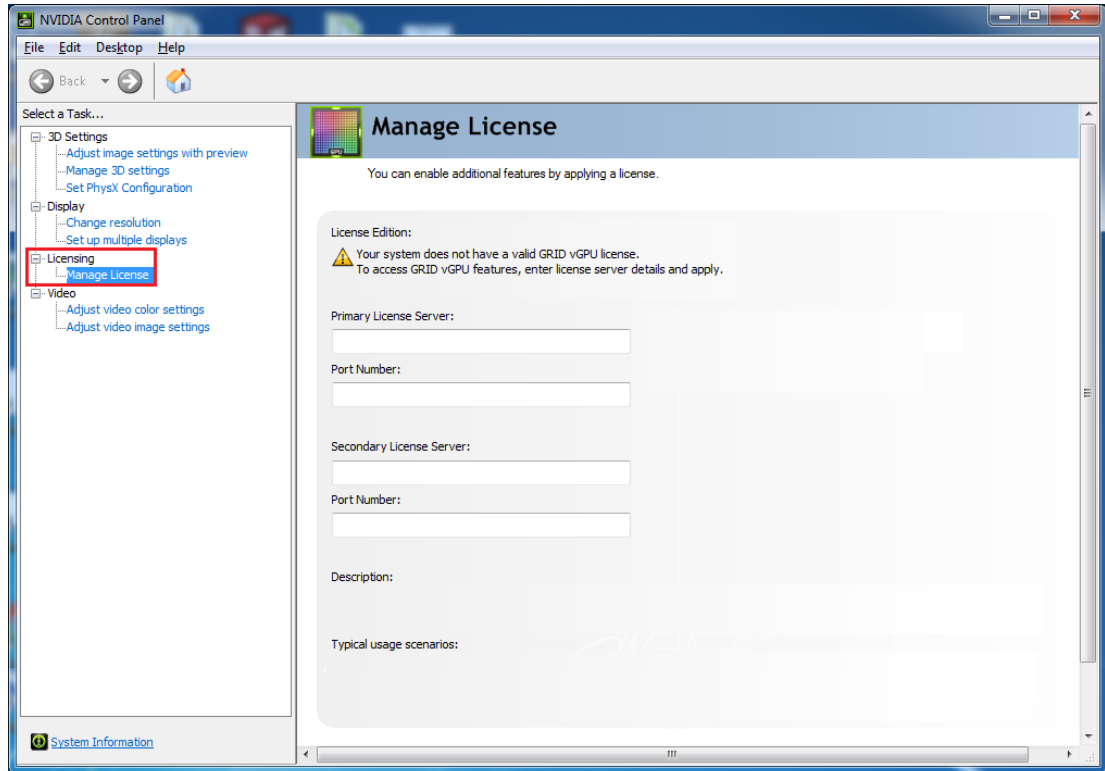 NVIDIA Control Panel
File Edit Desktop Help
Back
Select a Task...
3D Settings
Adjust image settings with preview
Manage 3D settings
Set PhysX Configuration
Display
Change resolution
Set up multiple displays
Licensing
Manage License
Video
Adjust video color settings
Adjust video image settings
System Information
GPU
Manage License
You can enable additional features by applying a license.
License Edition:
Your system does not have a valid GRID vGPU license.
To access GRID vGPU features, enter license server details and apply.
Primary License Server:
Port Number:
Secondary License Server:
Port Number:
Description:
Typical usage scenarios: